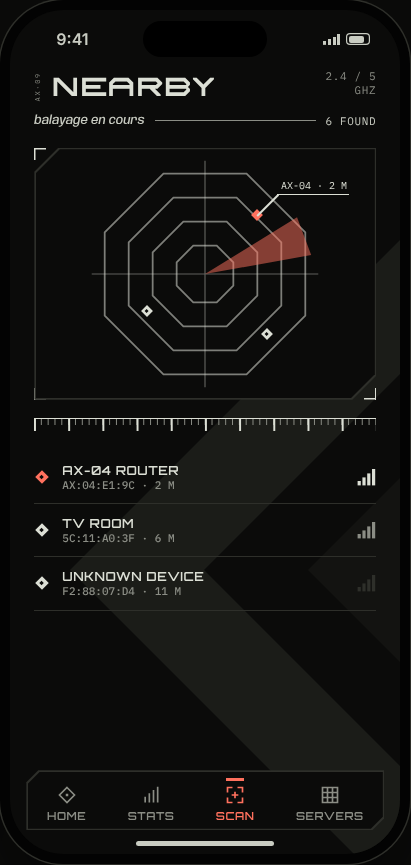 9:41
AX-09
NEARBY
2.4 / 5
GHZ
balayage en cours
6 FOUND
AX-04 · 2 M
AX-04 ROUTER
AX:04:E1:9C · 2 M
TV ROOM
5C:11:A0:3F · 6 M
UNKNOWN DEVICE
F2:88:07:D4 · 11 M
HOME
STATS
SCAN
SERVERS